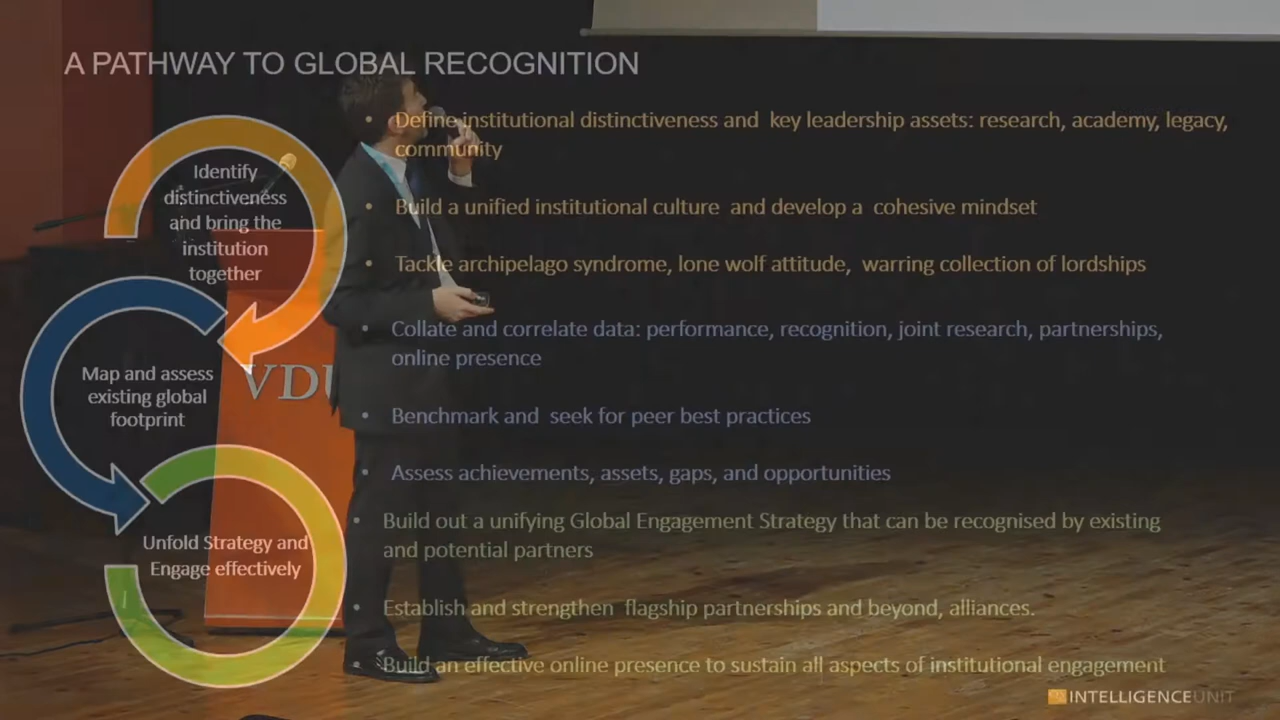 A PATHWAY TO GLOBAL RECOGNITION
Identify
distinctiveness
and bring the
institution
together
• Define institutional distinctiveness and key leadership assets: research, academy, legacy,
community
• Build a unified institutional culture and develop a cohesive mindset
• Tackle archipelago syndrome, lone wolf attitude, warring collection of lordships
Map and assess
existing global
footprint
• Collate and correlate data: performance, recognition, joint research, partnerships,
online presence
• Benchmark and seek for peer best practices
• Assess achievements, assets, gaps, and opportunities
Unfold Strategy and
Engage effectively
• Build out a unifying Global Engagement Strategy that can be recognised by existing
and potential partners
• Establish and strengthen flagship partnerships and beyond, alliances.
• Build an effective online presence to sustain all aspects of institutional engagement
VDU
INTELLIGENCEUNIT